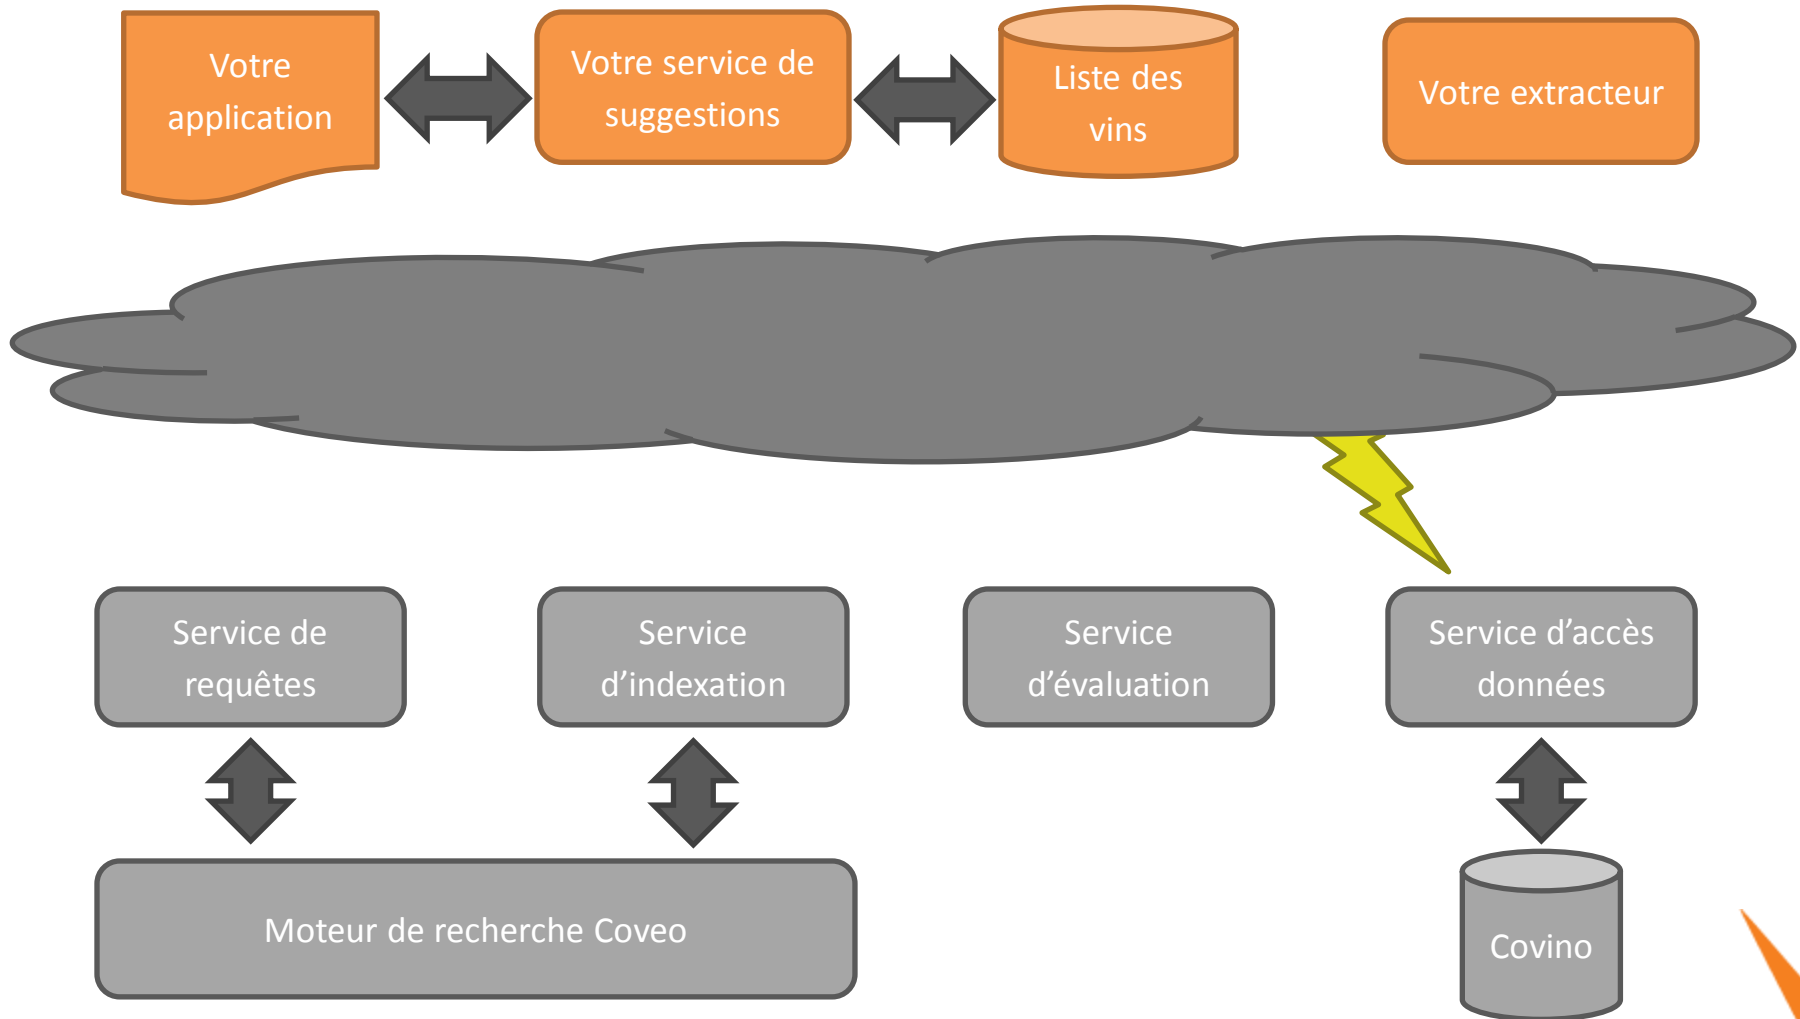 Votre
application
Votre service de
suggestions
Liste des
vins
Votre extracteur
Service de
requêtes
Service
d’indexation
Service
d’évaluation
Service d’accès
données
Moteur de recherche Coveo
Covino